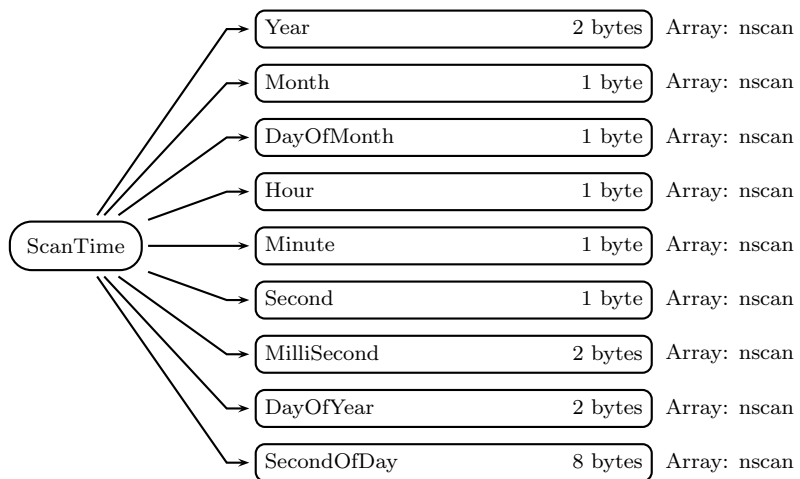 Year 2 bytes Array: nscan
Month 1 byte Array: nscan
DayOfMonth 1 byte Array: nscan
Hour 1 byte Array: nscan
ScanTime Minute 1 byte Array: nscan
Second 1 byte Array: nscan
MilliSecond 2 bytes Array: nscan
DayOfYear 2 bytes Array: nscan
SecondOfDay 8 bytes Array: nscan